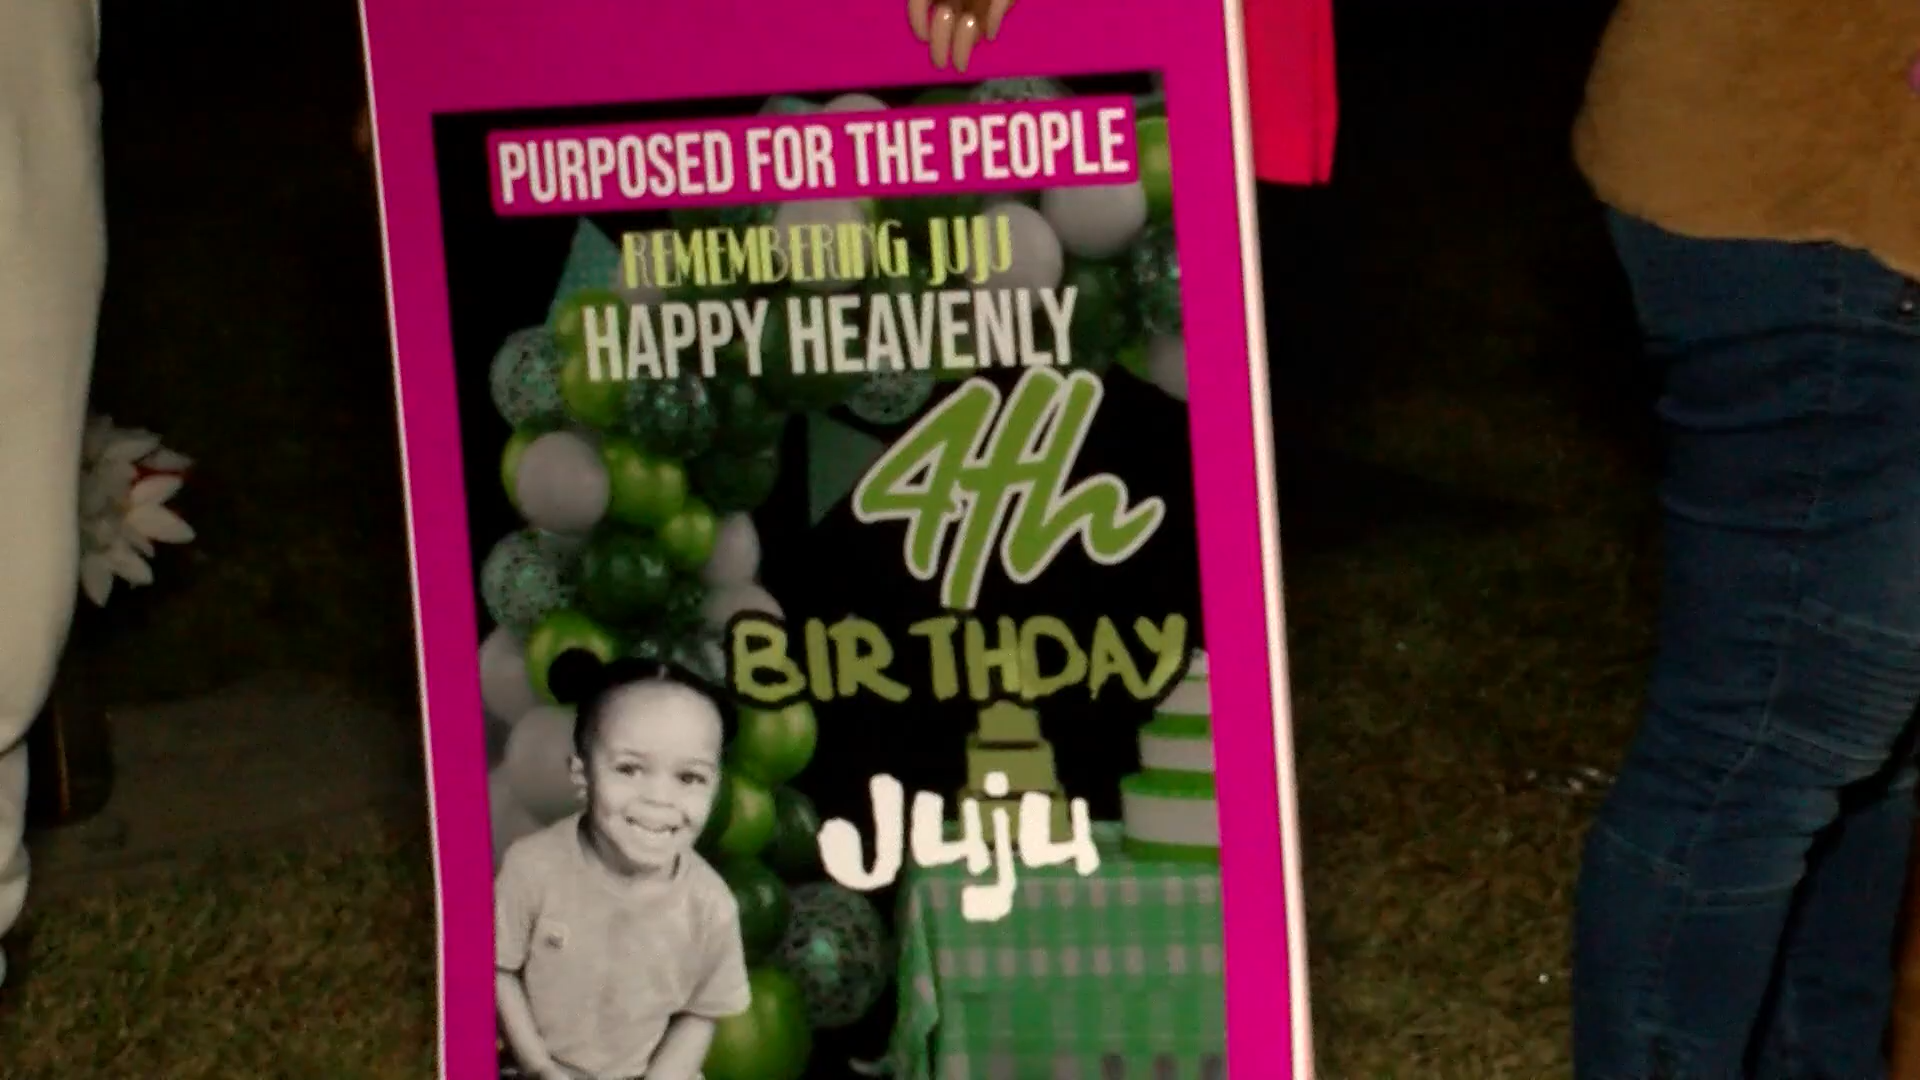 PURPOSED FOR THE PEOPLE
REMEMBERING JUJU
HAPPY HEAVENLY
4th
BIRTHDAY
Juju